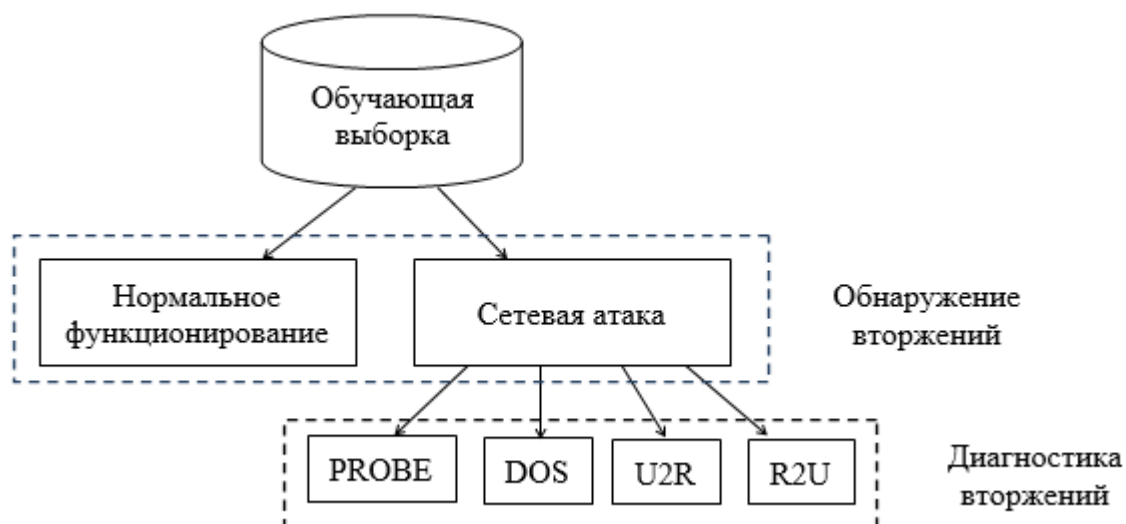 Обучающая
выборка
Нормальное
функционирование
Сетевая атака
Обнаружение
вторжений
PROBE
DOS
U2R
R2U
Диагностика
вторжений